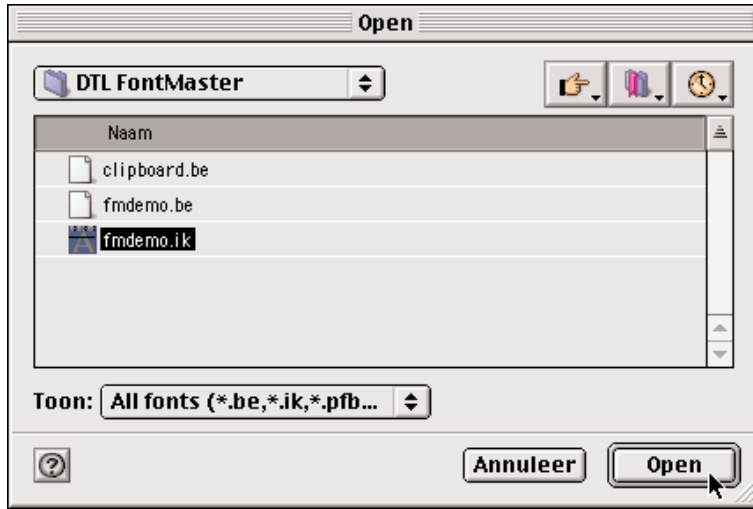 Open
DTL FontMaster
Naam
clipboard.be
fmdemo.be
fmdemo.ik
Toon: All fonts (*.be,*.ik,*.pfb...
? Annuleer Open